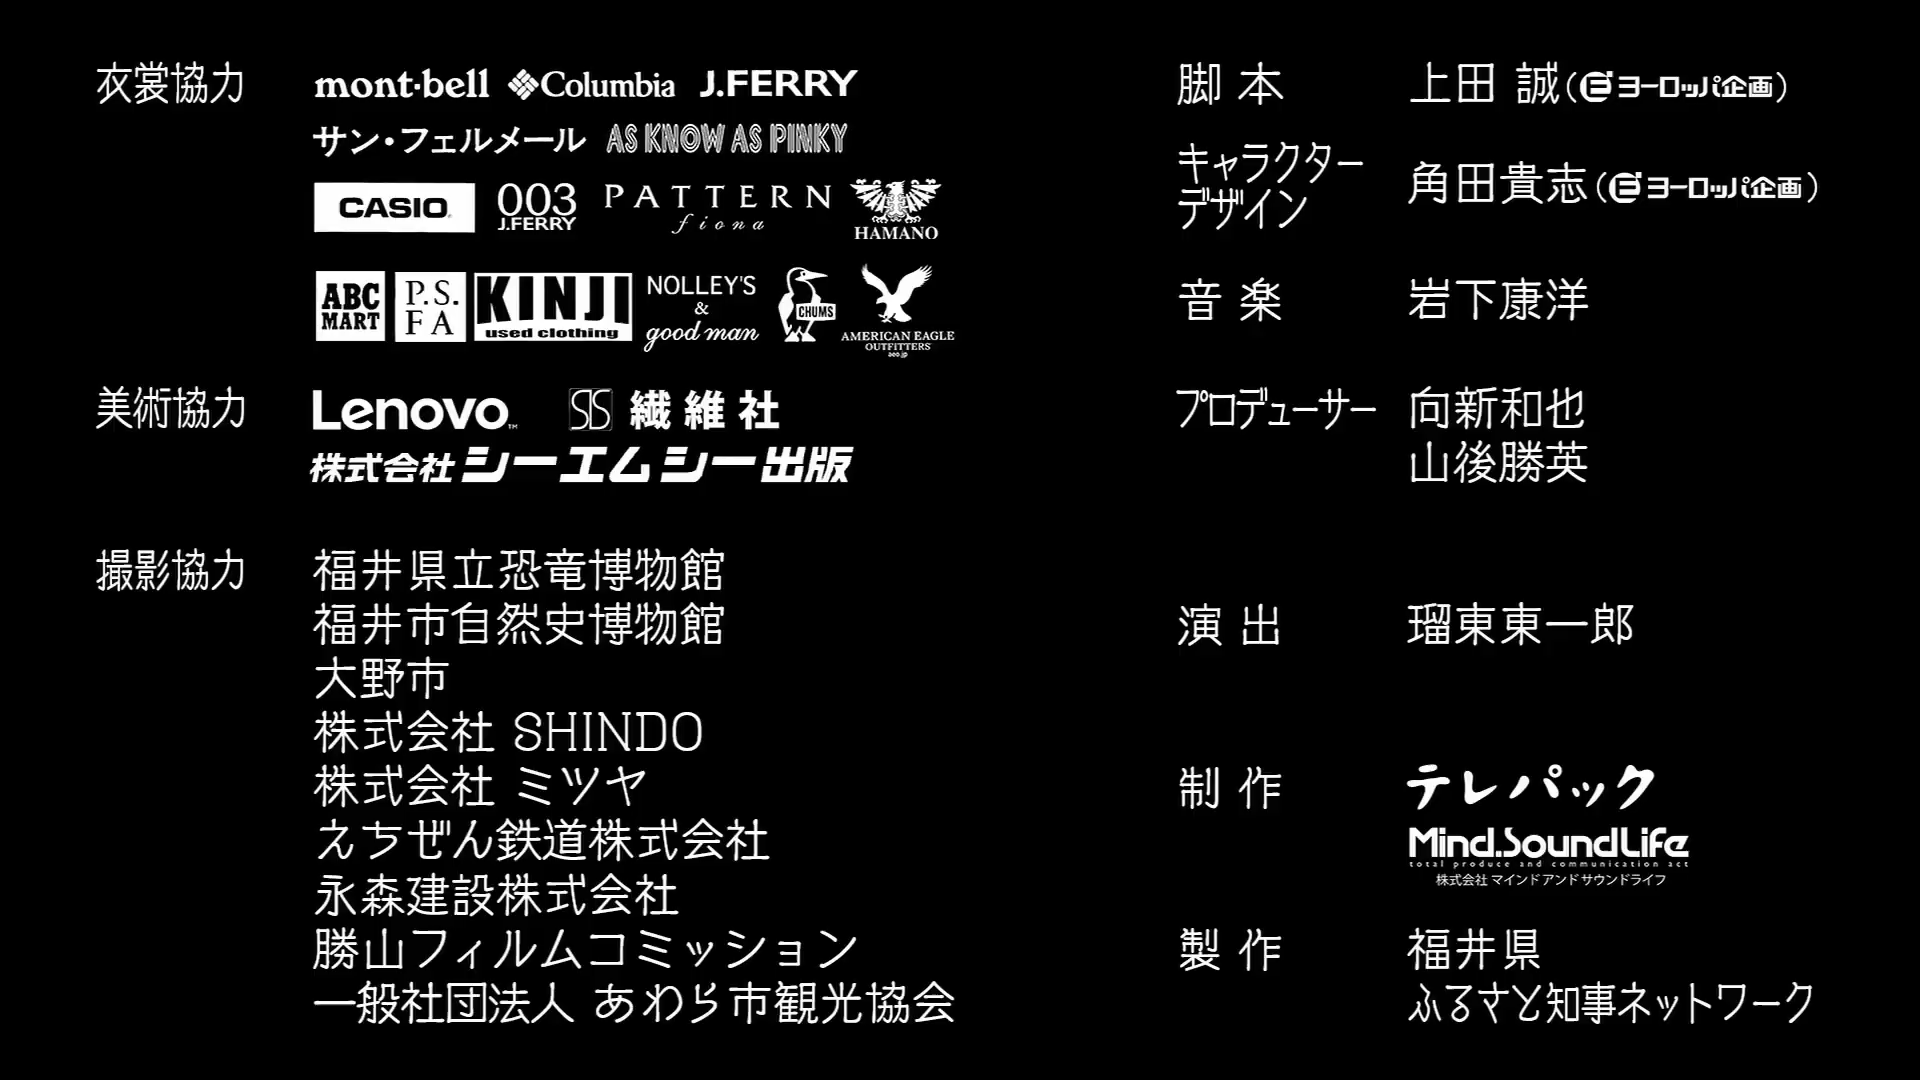 衣裳協力
mont-bell Columbia J.FERRY
サン・フェルメール AS KNOW AS PINKY
CASIO 003 J.FERRY PATTERN fiona HAMANO
ABC MART P.S.FA KINJI used clothing NOLLEY'S & good man CHUMS AMERICAN EAGLE OUTFITTERS aeo.jp
美術協力
Lenovo™ SS 繊維社
株式会社シーエムシー出版
撮影協力
福井県立恐竜博物館
福井市自然史博物館
大野市
株式会社 SHINDO
株式会社 ミツヤ
えちぜん鉄道株式会社
永森建設株式会社
勝山フィルムコミッション
一般社団法人 あわら市観光協会
脚本 上田 誠(ヨーロッパ企画)
キャラクターデザイン 角田貴志(ヨーロッパ企画)
音楽 岩下康洋
プロデューサー 向新和也
山後勝英
演出 瑠東東一郎
制作 テレパック
Mind.SoundLife
total produce and communication act
株式会社 マインドアンドサウンドライフ
製作 福井県
ふるさと知事ネットワーク